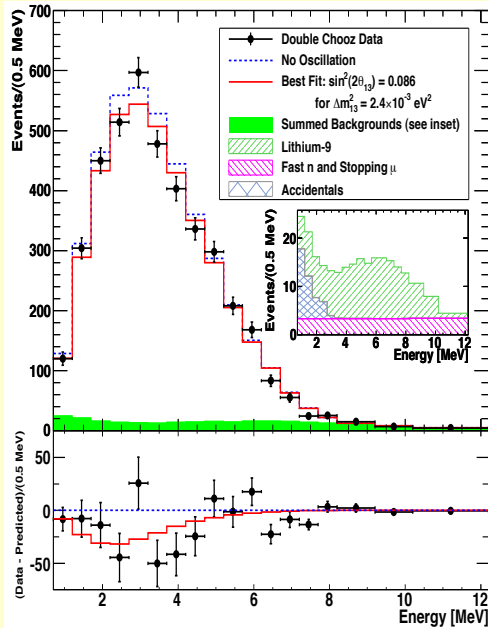 Events/(0.5 MeV)
700
600
500
400
300
200
100
0
Double Chooz Data
No Oscillation
Best Fit: sin²(2θ₁₃) = 0.086
for Δm²₁₃ = 2.4×10⁻³ eV²
Summed Backgrounds (see inset)
Lithium-9
Fast n and Stopping μ
Accidentals
Events/(0.5 MeV)
20
10
0
2 4 6 8 10 12
Energy [MeV]
(Data - Predicted)/(0.5 MeV)
50
0
-50
2 4 6 8 10 12
Energy [MeV]